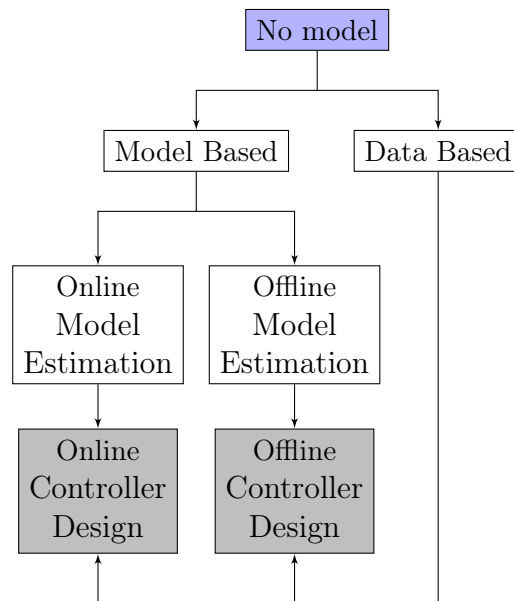 No model
Model Based
Data Based
Online
Model
Estimation
Offline
Model
Estimation
Online
Controller
Design
Offline
Controller
Design